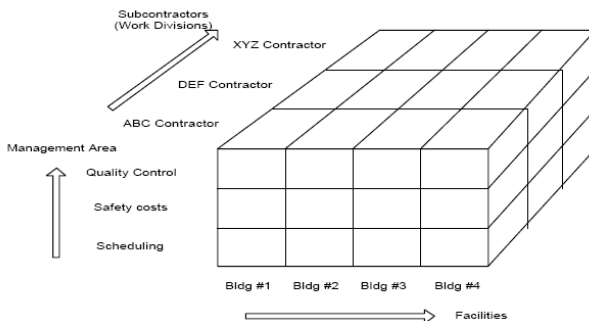 Subcontractors
(Work Divisions)
XYZ Contractor
DEF Contractor
ABC Contractor
Management Area
Quality Control
Safety costs
Scheduling
Bldg #1 Bldg #2 Bldg #3 Bldg #4
Facilities